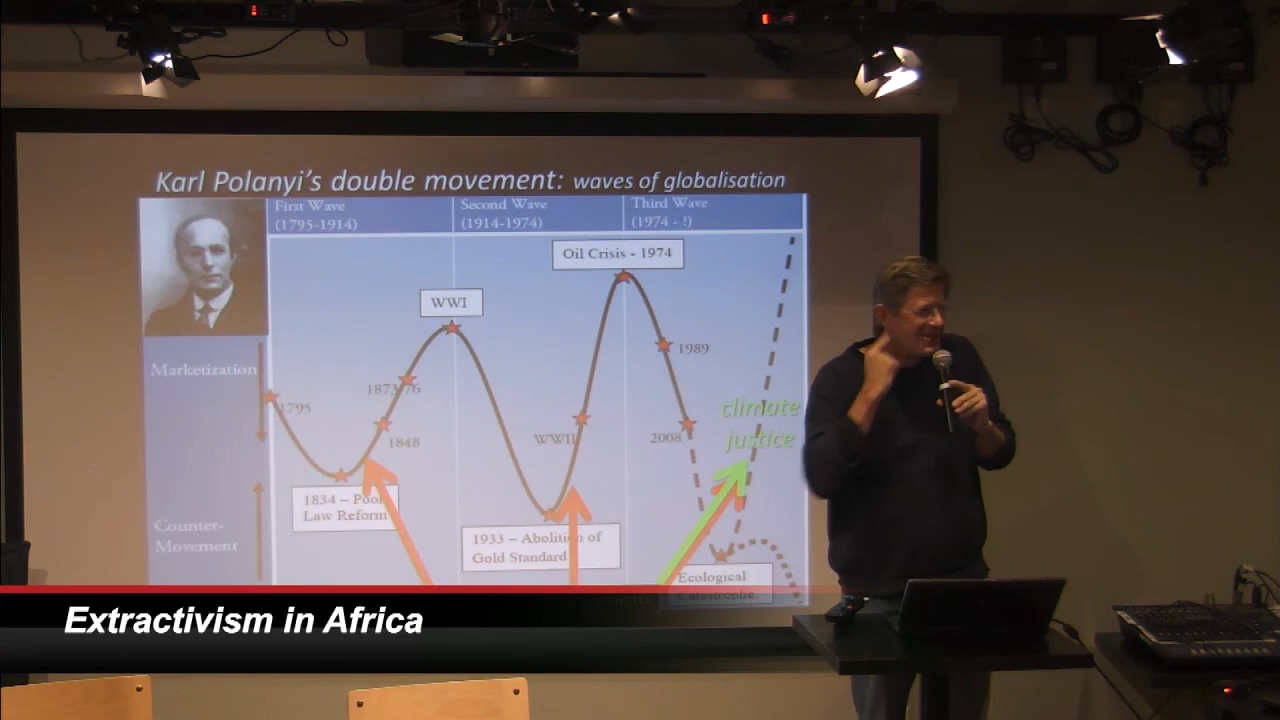 Karl Polanyi's double movement: waves of globalisation
First Wave
(1795-1914)
Second Wave
(1914-1974)
Third Wave
(1974 - ?)
Oil Crisis - 1974
WWI
1989
Marketization
1873/76
1795
climate
justice
1848
WWII
2008
1834 – Poor
Law Reform
Counter-
Movement
1933 – Abolition of
Gold Standard
Ecological
Catastrophe
Extractivism in Africa